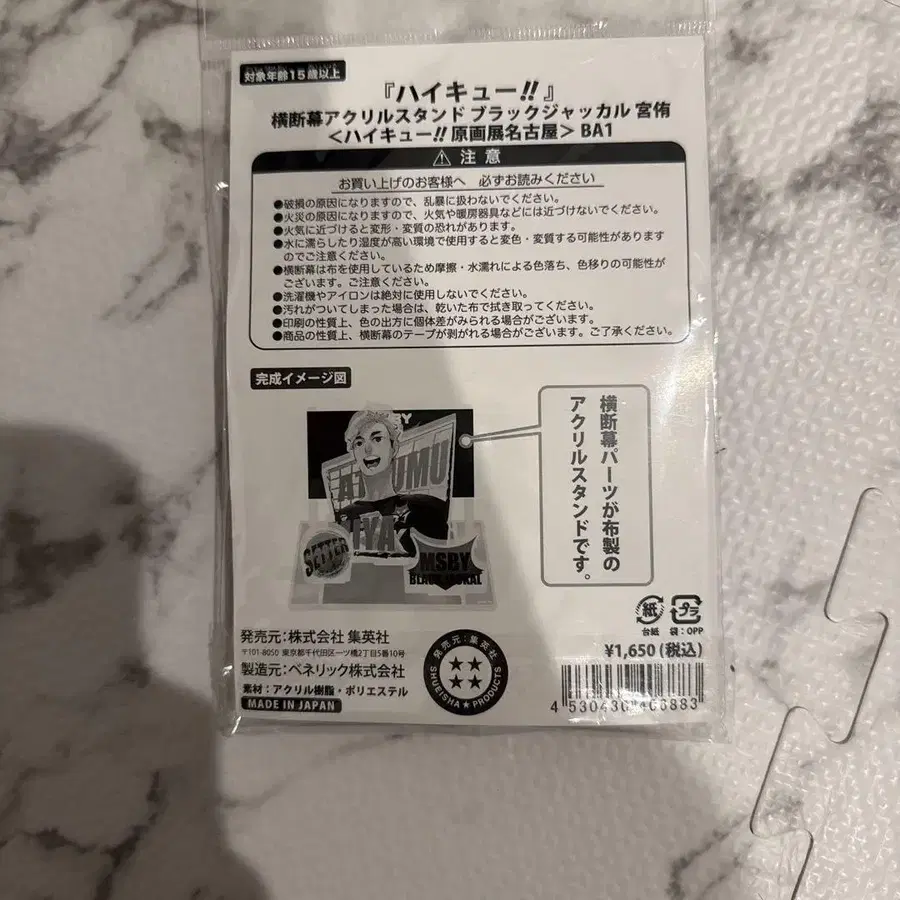 対象年齢15歳以上
『ハイキュー!!』
横断幕アクリルスタンド ブラックジャッカル 宮侑
＜ハイキュー!! 原画展名古屋＞ BA1
注意
お買い上げのお客様へ 必ずお読みください
●破損の原因になりますので、乱暴に扱わないでください。
●火災の原因になりますので、火気や暖房器具などには近づけないでください。
●火気に近づけると変形・変質の恐れがあります。
●水に濡らしたり湿度が高い環境で使用すると変色・変質する可能性があります
のでご注意ください。
●横断幕は布を使用しているため摩擦・水濡れによる色落ち、色移りの可能性が
ございます。ご注意ください。
●洗濯機やアイロンは絶対に使用しないでください。
●汚れがついてしまった場合は、乾いた布で拭き取ってください。
●印刷の性質上、色の出方に個体差がみられる場合がございます。
●商品の性質上、横断幕のテープが剥がれる場合がございます。ご了承ください。
完成イメージ図
横断幕パーツが布製の
アクリルスタンドです。
SETTER
MSBY
BLACK JACKAL
紙
プラ
台紙 袋：OPP
¥1,650(税込)
発売元：株式会社 集英社
〒101-8050 東京都千代田区一ツ橋2丁目5番地10号
製造元：ベネリック株式会社
素材：アクリル樹脂・ポリエステル
MADE IN JAPAN
発売元：集英社
SHUEISHA★PRODUCTS